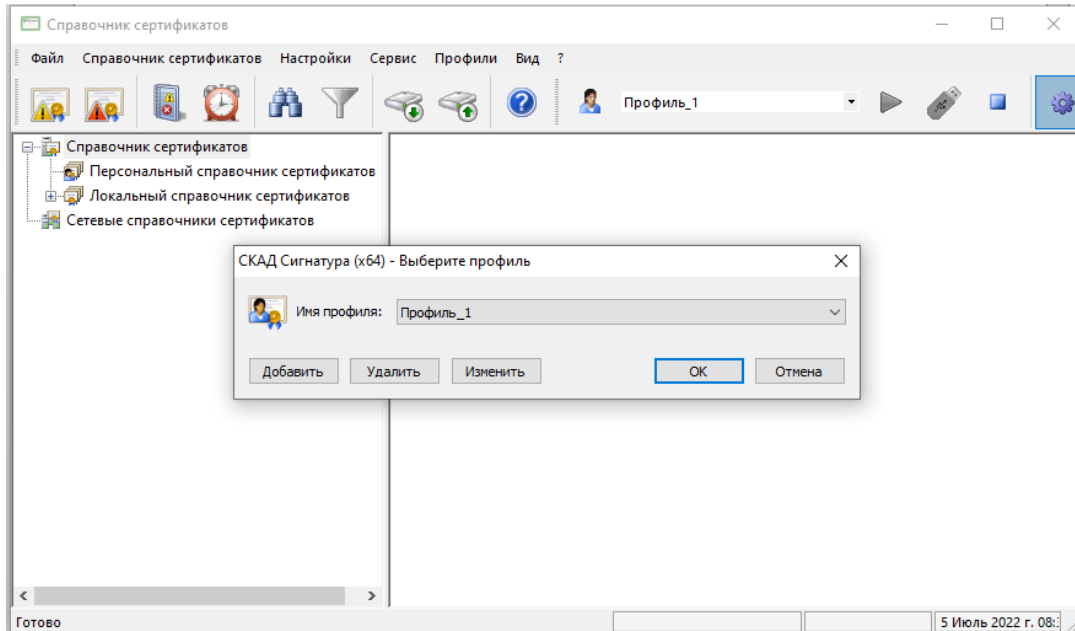 Справочник сертификатов
Файл Справочник сертификатов Настройки Сервис Профили Вид ?
Профиль_1
Справочник сертификатов
Персональный справочник сертификатов
Локальный справочник сертификатов
Сетевые справочники сертификатов
СКАД Сигнатура (x64) - Выберите профиль
Имя профиля: Профиль_1
Добавить Удалить Изменить ОК Отмена
Готово 5 Июль 2022 г. 08: